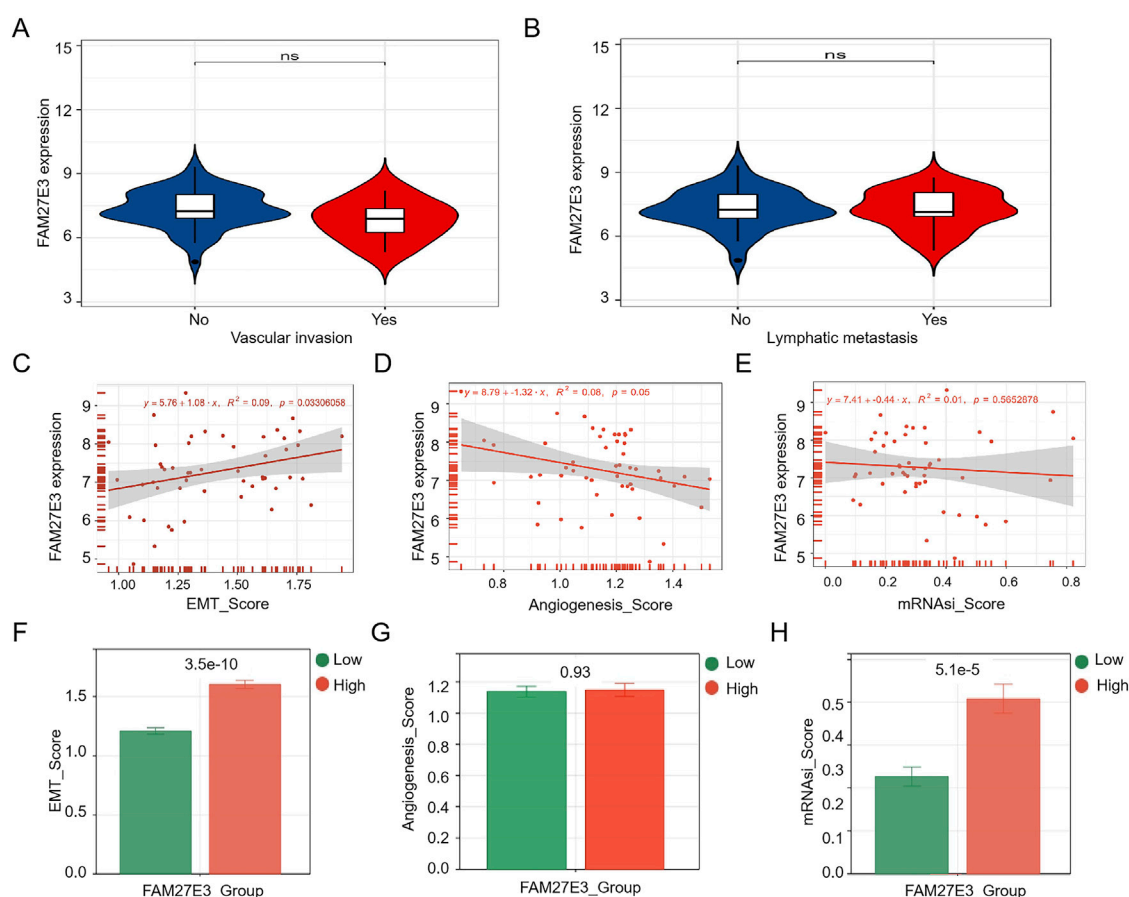 A
FAM27E3 expression
15
12
9
6
3
ns
No
Yes
Vascular invasion
B
FAM27E3 expression
15
12
9
6
3
ns
No
Yes
Lymphatic metastasis
C
FAM27E3 expression
9
8
7
6
5
y = 5.76 + 1.08 · x, R² = 0.09, p = 0.03306058
1.00
1.25
1.50
1.75
EMT_Score
D
FAM27E3 expression
9
8
7
6
5
y = 8.79 + -1.32 · x, R² = 0.08, p = 0.05
0.8
1.0
1.2
1.4
Angiogenesis_Score
E
FAM27E3 expression
9
8
7
6
5
y = 7.41 + -0.44 · x, R² = 0.01, p = 0.5652878
0.0
0.2
0.4
0.6
0.8
mRNAsi_Score
F
EMT_Score
1.5
1.0
0.5
0.0
3.5e-10
Low
High
FAM27E3_Group
G
Angiogenesis_Score
1.2
1.0
0.8
0.6
0.4
0.2
0.0
0.93
Low
High
FAM27E3_Group
H
mRNAsi_Score
0.5
0.4
0.3
0.2
0.1
0.0
5.1e-5
Low
High
FAM27E3_Group